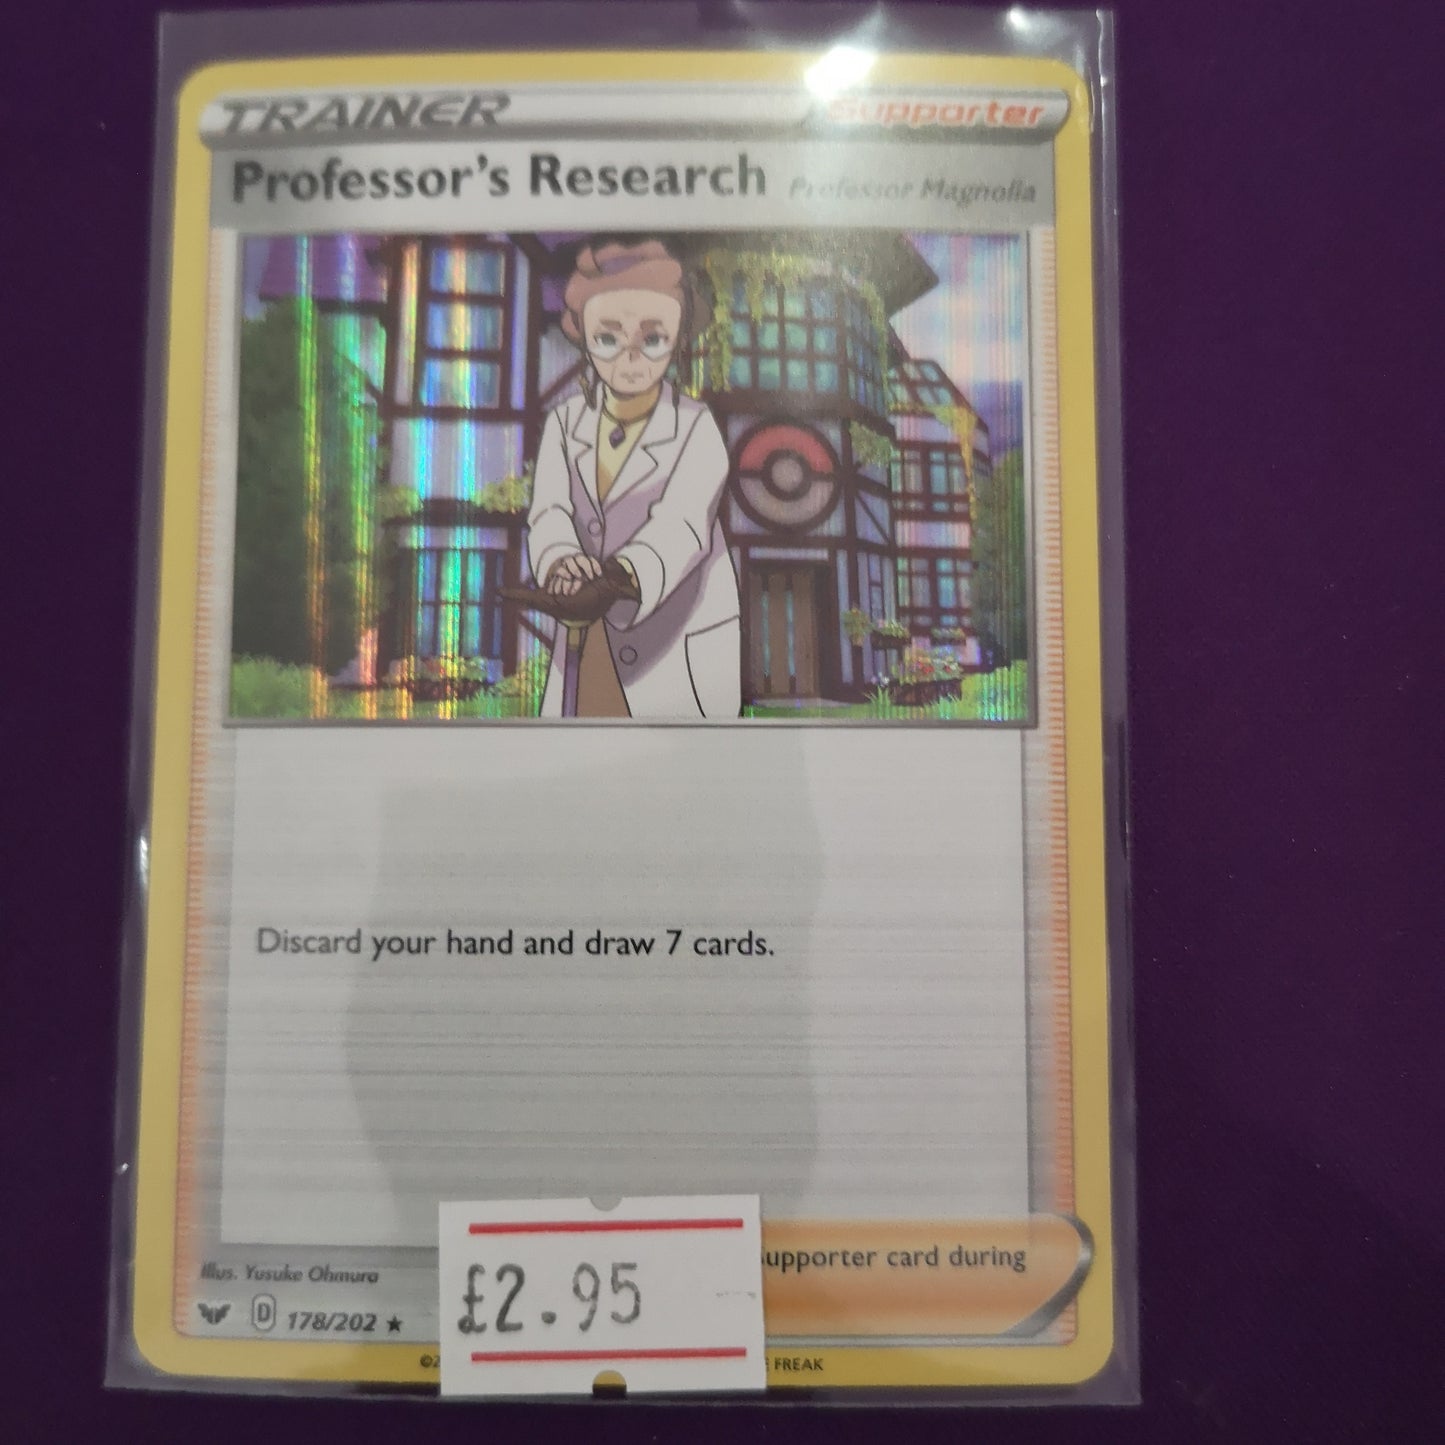 TRAINER Supporter
Professor's Research Professor Magnolia
Discard your hand and draw 7 cards.
Supporter card during
Illus. Yusuke Ohmura
D 178/202 ★
£2.95
FREAK